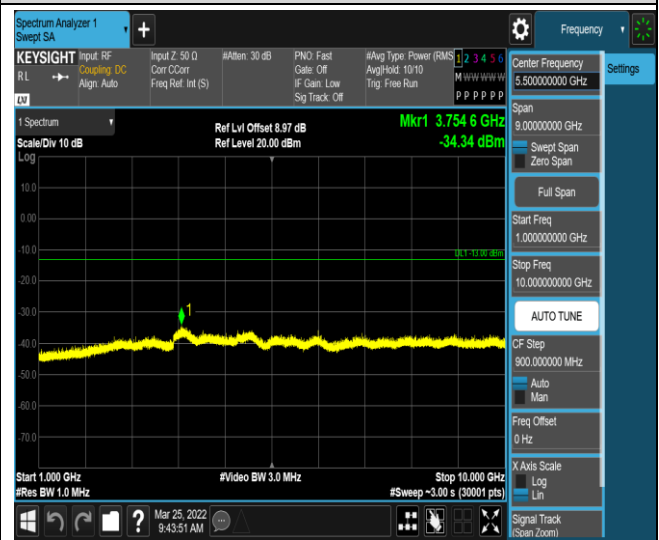 Spectrum Analyzer 1
Swept SA
Frequency
KEYSIGHT
RL
LXI
Input: RF
Coupling: DC
Align: Auto
Input Z: 50 Ω
Corr CCorr
Freq Ref: Int (S)
#Atten: 30 dB
PNO: Fast
Gate: Off
IF Gain: Low
Sig Track: Off
#Avg Type: Power (RMS
Avg|Hold: 10/10
Trig: Free Run
1 2 3 4 5 6
M W W W W W
P P P P P P
Center Frequency
5.500000000 GHz
Settings
Span
9.00000000 GHz
Swept Span
Zero Span
Full Span
Start Freq
1.000000000 GHz
Stop Freq
10.000000000 GHz
AUTO TUNE
CF Step
900.000000 MHz
Auto
Man
Freq Offset
0 Hz
X Axis Scale
Log
Lin
Signal Track
(Span Zoom)
1 Spectrum
Scale/Div 10 dB
Ref Lvl Offset 8.97 dB
Ref Level 20.00 dBm
Mkr1 3.754 6 GHz
-34.34 dBm
Log
10.0
0.00
-10.0
DL1 -13.00 dBm
-20.0
-30.0
1
-40.0
-50.0
-60.0
-70.0
Start 1.000 GHz
#Video BW 3.0 MHz
Stop 10.000 GHz
#Res BW 1.0 MHz
#Sweep ~3.00 s (30001 pts)
Mar 25, 2022
9:43:51 AM